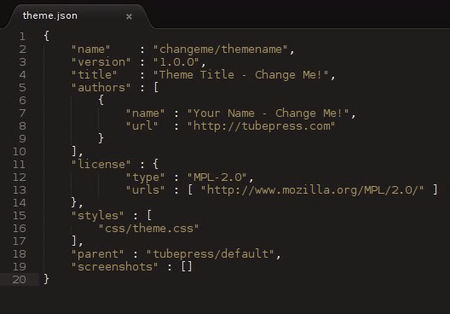 theme.json ×
1 {
2     "name"    : "changeme/themename",
3     "version" : "1.0.0",
4     "title"   : "Theme Title - Change Me!",
5     "authors" : [
6         {
7             "name" : "Your Name - Change Me!",
8             "url"  : "http://tubepress.com"
9         }
10     ],
11     "license" : {
12             "type" : "MPL-2.0",
13             "urls" : [ "http://www.mozilla.org/MPL/2.0/" ]
14     },
15     "styles" : [
16         "css/theme.css"
17     ],
18     "parent" : "tubepress/default",
19     "screenshots" : []
20 }